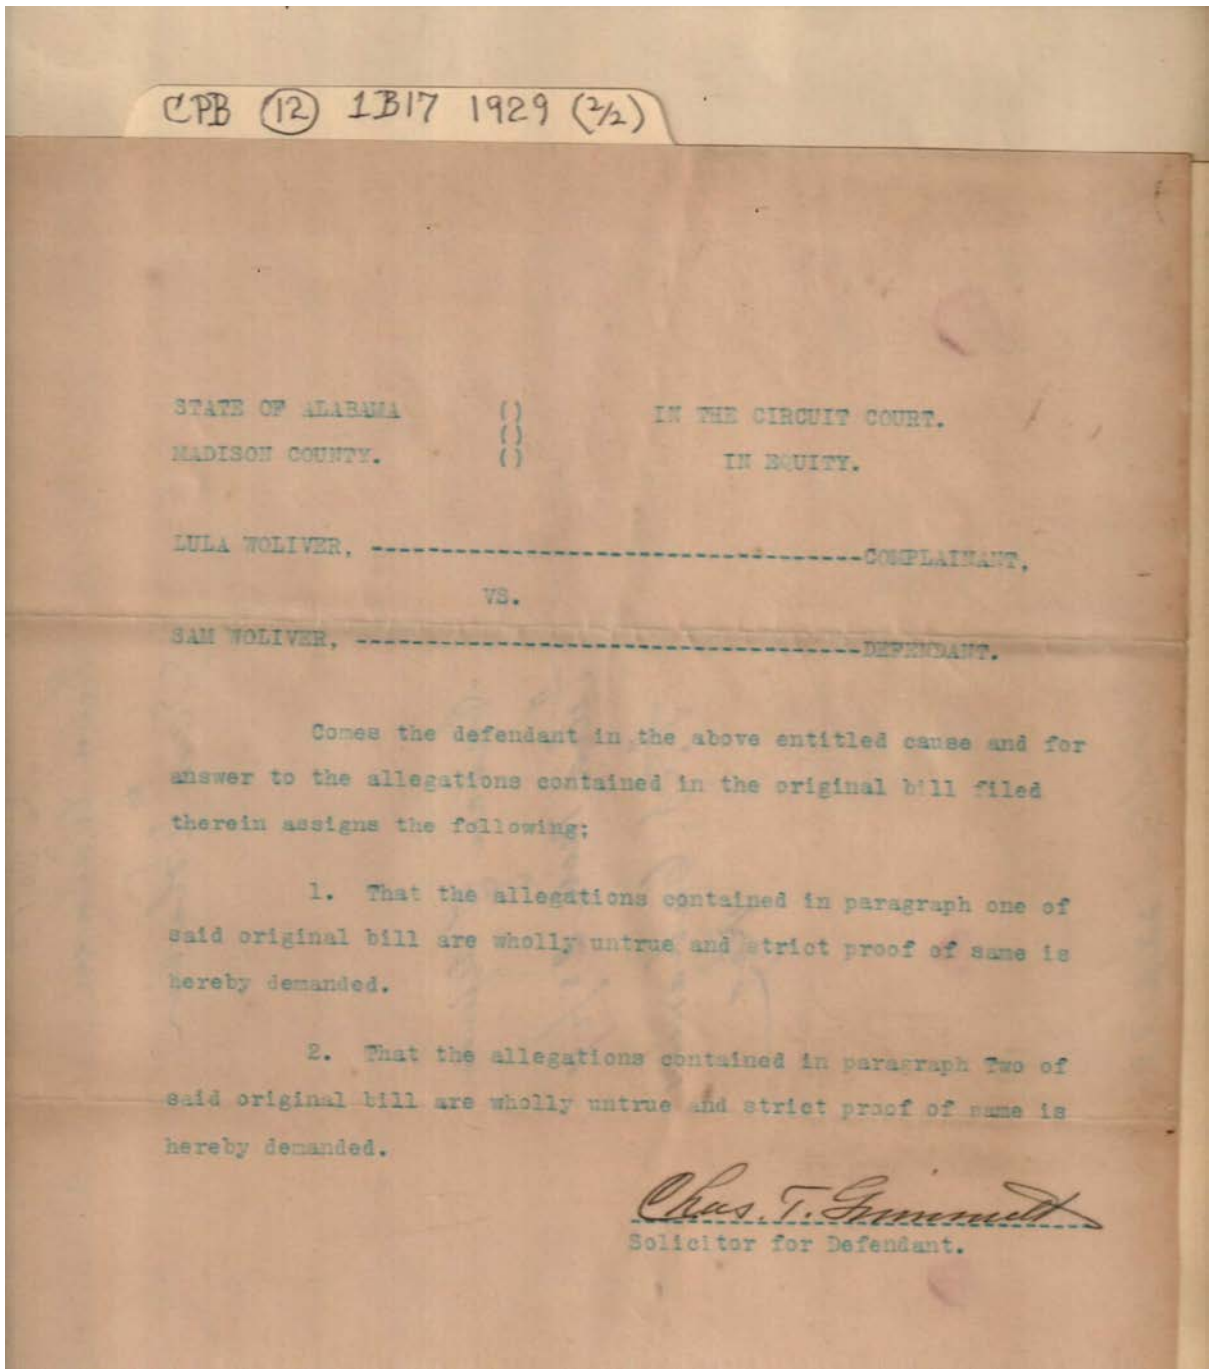 CPB 12 1B17 1929 (2/2)
STATE OF ALABAMA () IN THE CIRCUIT COURT.
()
MADISON COUNTY. () IN EQUITY.
LULA WOLIVER, -----------------------------------COMPLAINANT,
VS.
SAM WOLIVER, ------------------------------------DEFENDANT.
Comes the defendant in the above entitled cause and for
answer to the allegations contained in the original bill filed
therein assigns the following;
1. That the allegations contained in paragraph one of
said original bill are wholly untrue and strict proof of same is
hereby demanded.
2. That the allegations contained in paragraph Two of
said original bill are wholly untrue and strict proof of same is
hereby demanded.
Chas. T. Grimmett
Solicitor for Defendant.